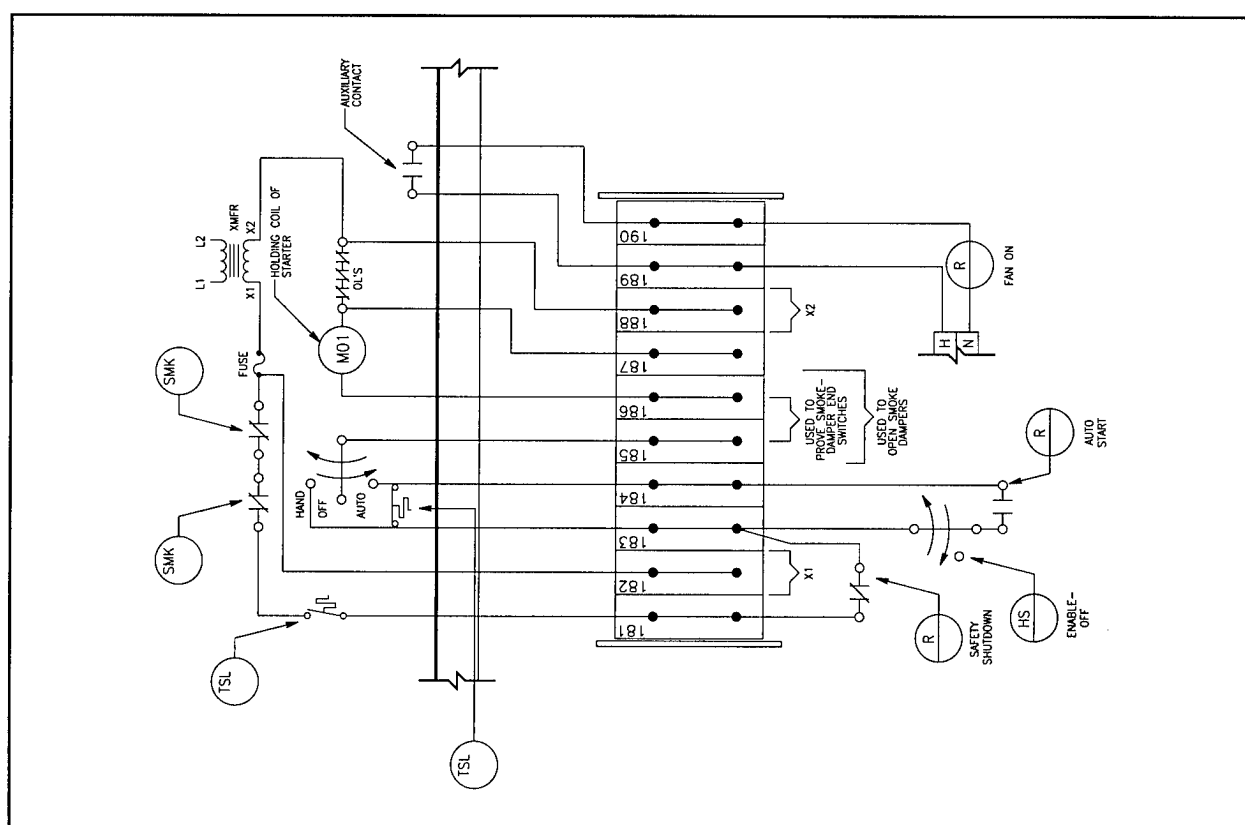 AUXILIARY
CONTACT
L1
L2
XMFR
X1
X2
HOLDING COIL OF
STARTER
SMK
SMK
FUSE
OL'S
M01
HAND
OFF
AUTO
TSL
TSL
181
182
183
184
185
186
187
188
189
190
X1
X2
USED TO
PROVE SMOKE-
DAMPER END
SWITCHES
USED TO
OPEN SMOKE
DAMPERS
H
N
R
FAN ON
R
AUTO
START
R
SAFETY
SHUTDOWN
HS
ENABLE-
OFF